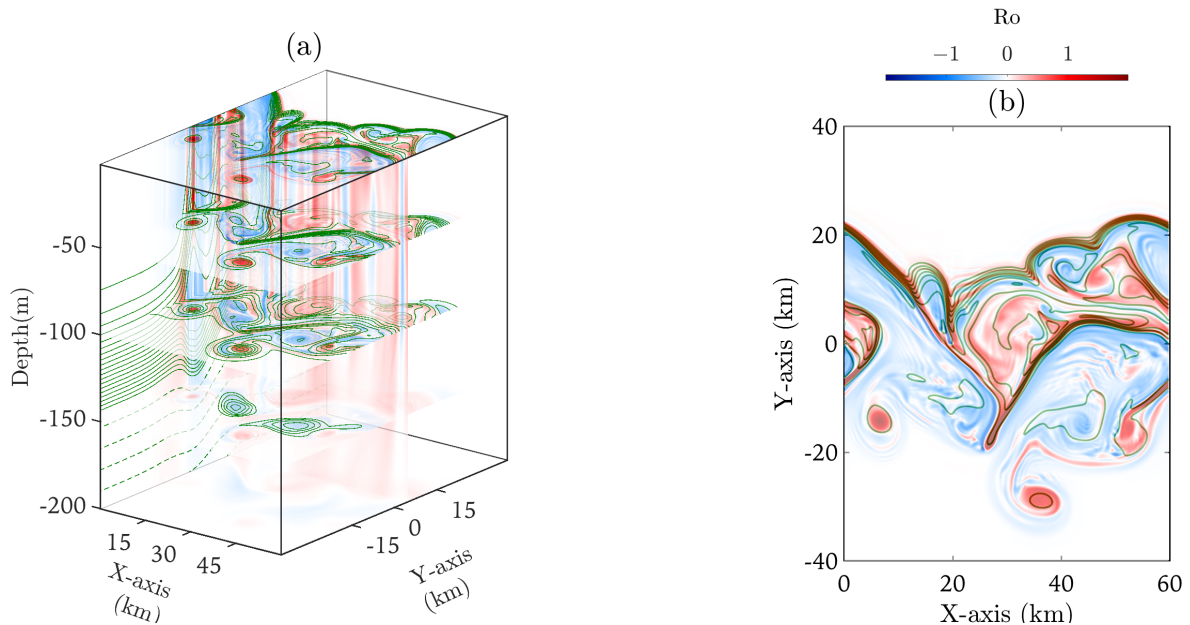 (a)
-50
-100
-150
-200
Depth(m)
15
30
45
X-axis
(km)
-15
0
15
Y-axis
(km)
Ro
−1 0 1
(b)
40
20
0
-20
-40
Y-axis (km)
0 20 40 60
X-axis (km)